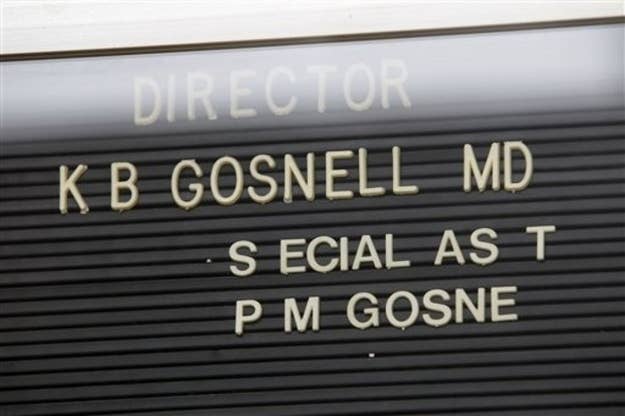 DIRECTOR
K B GOSNELL MD
S ECIAL AS T
P M GOSNE